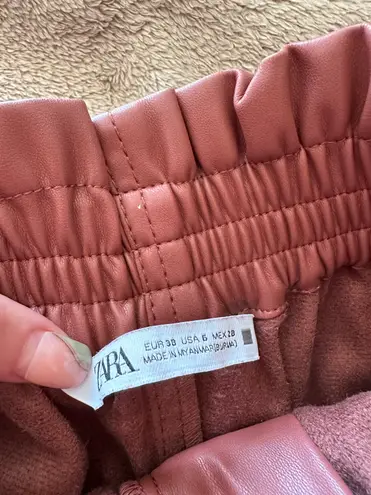 ZARA
EUR 38 USA 6 MEX 28
MADE IN MYANMAR(BURMA)